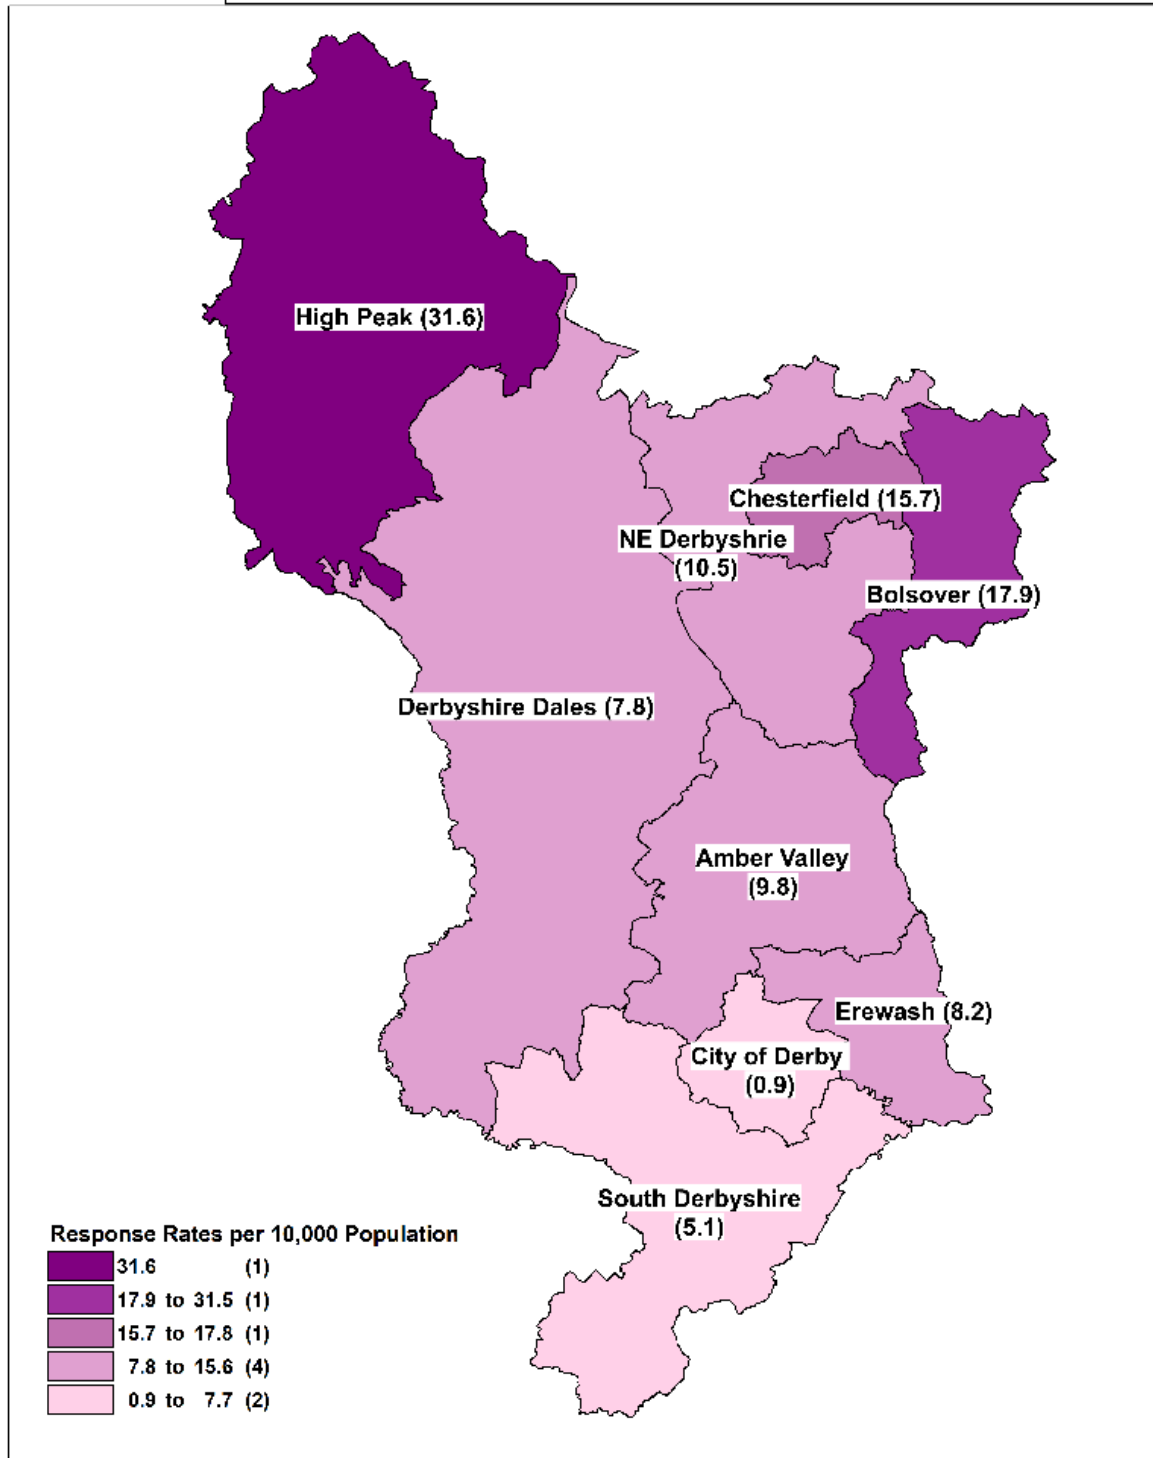 High Peak (31.6)
Chesterfield (15.7)
NE Derbyshrie
(10.5)
Bolsover (17.9)
Derbyshire Dales (7.8)
Amber Valley
(9.8)
Erewash (8.2)
City of Derby
(0.9)
South Derbyshire
(5.1)
Response Rates per 10,000 Population
31.6 (1)
17.9 to 31.5 (1)
15.7 to 17.8 (1)
7.8 to 15.6 (4)
0.9 to 7.7 (2)